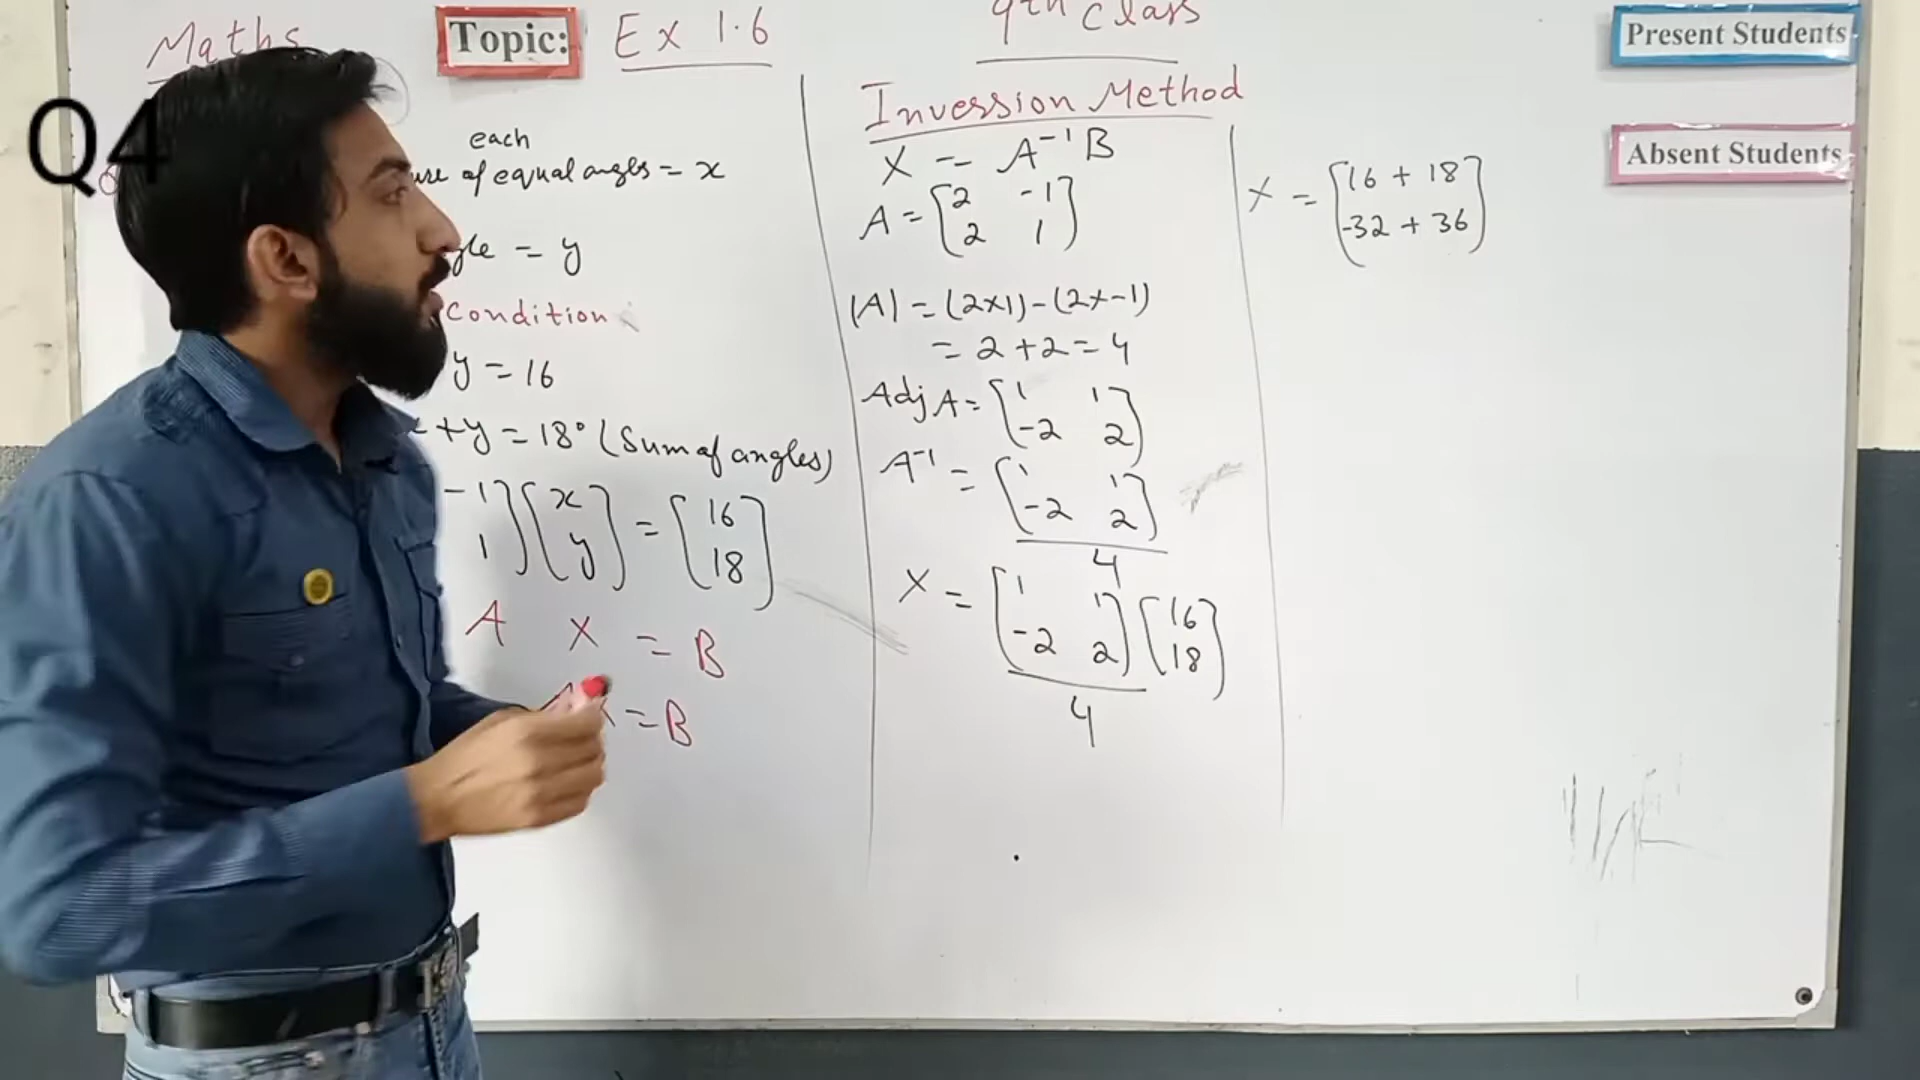 Maths
Topic:
Ex 1.6
9th Class
Present Students
Absent Students
Q4
each
of equal angles = x
= y
Condition
y = 16
+y = 18° (Sum of angles)
-1] [x] = [16]
1] [y] [18]
A X = B
X = B
Inversion Method
X = A⁻¹B
A = [2 -1]
[2 1]
|A| = (2×1) - (2×-1)
= 2 + 2 = 4
Adj A = [1 1]
[-2 2]
A⁻¹ = [1 1]
[-2 2]
4
X = [1 1] [16]
[-2 2] [18]
4
X = [16 + 18]
[-32 + 36]